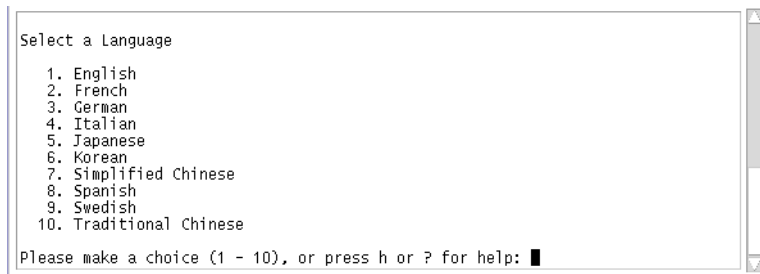 Select a Language
1. English
2. French
3. German
4. Italian
5. Japanese
6. Korean
7. Simplified Chinese
8. Spanish
9. Swedish
10. Traditional Chinese
Please make a choice (1 - 10), or press h or ? for help: